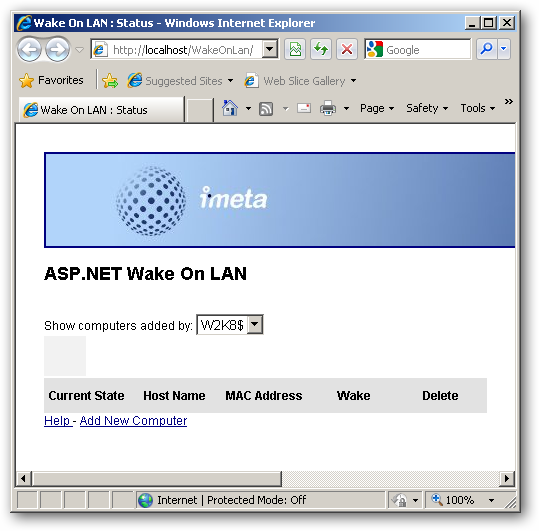 Wake On LAN : Status - Windows Internet Explorer
http://localhost/WakeOnLan/
Google
Favorites Suggested Sites Web Slice Gallery
Wake On LAN : Status Page Safety Tools »
imeta
ASP.NET Wake On LAN
Show computers added by: W2K8$
Current State Host Name MAC Address Wake Delete
Help - Add New Computer
Internet | Protected Mode: Off 100%